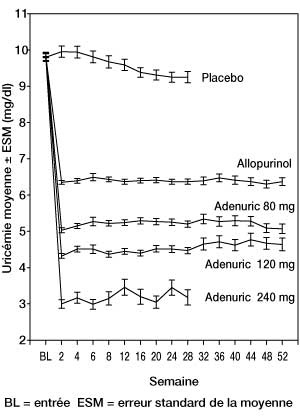 Uricémie moyenne ± ESM (mg/dl)
11
10
9
8
7
6
5
4
3
2
Placebo
Allopurinol
Adenuric 80 mg
Adenuric 120 mg
Adenuric 240 mg
BL 2 4 6 8 12 16 20 24 28 32 36 40 44 48 52
Semaine
BL = entrée ESM = erreur standard de la moyenne